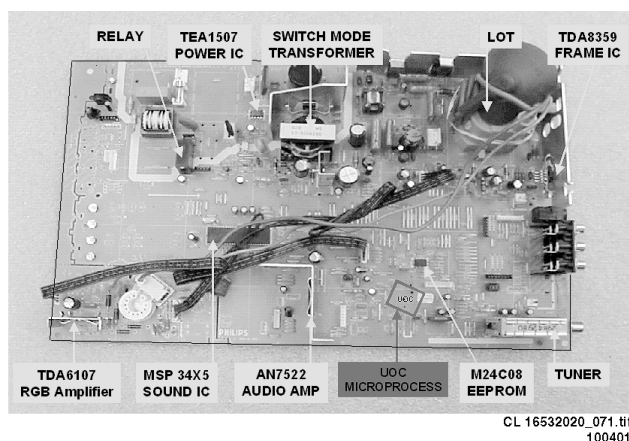 RELAY
TEA1507
POWER IC
SWITCH MODE
TRANSFORMER
LOT
TDA8359
FRAME IC
UOC
PHILIPS
TDA6107
RGB Amplifier
MSP 34X5
SOUND IC
AN7522
AUDIO AMP
UOC
MICROPROCESS
M24C08
EEPROM
TUNER
CL 16532020_071.tif
100401